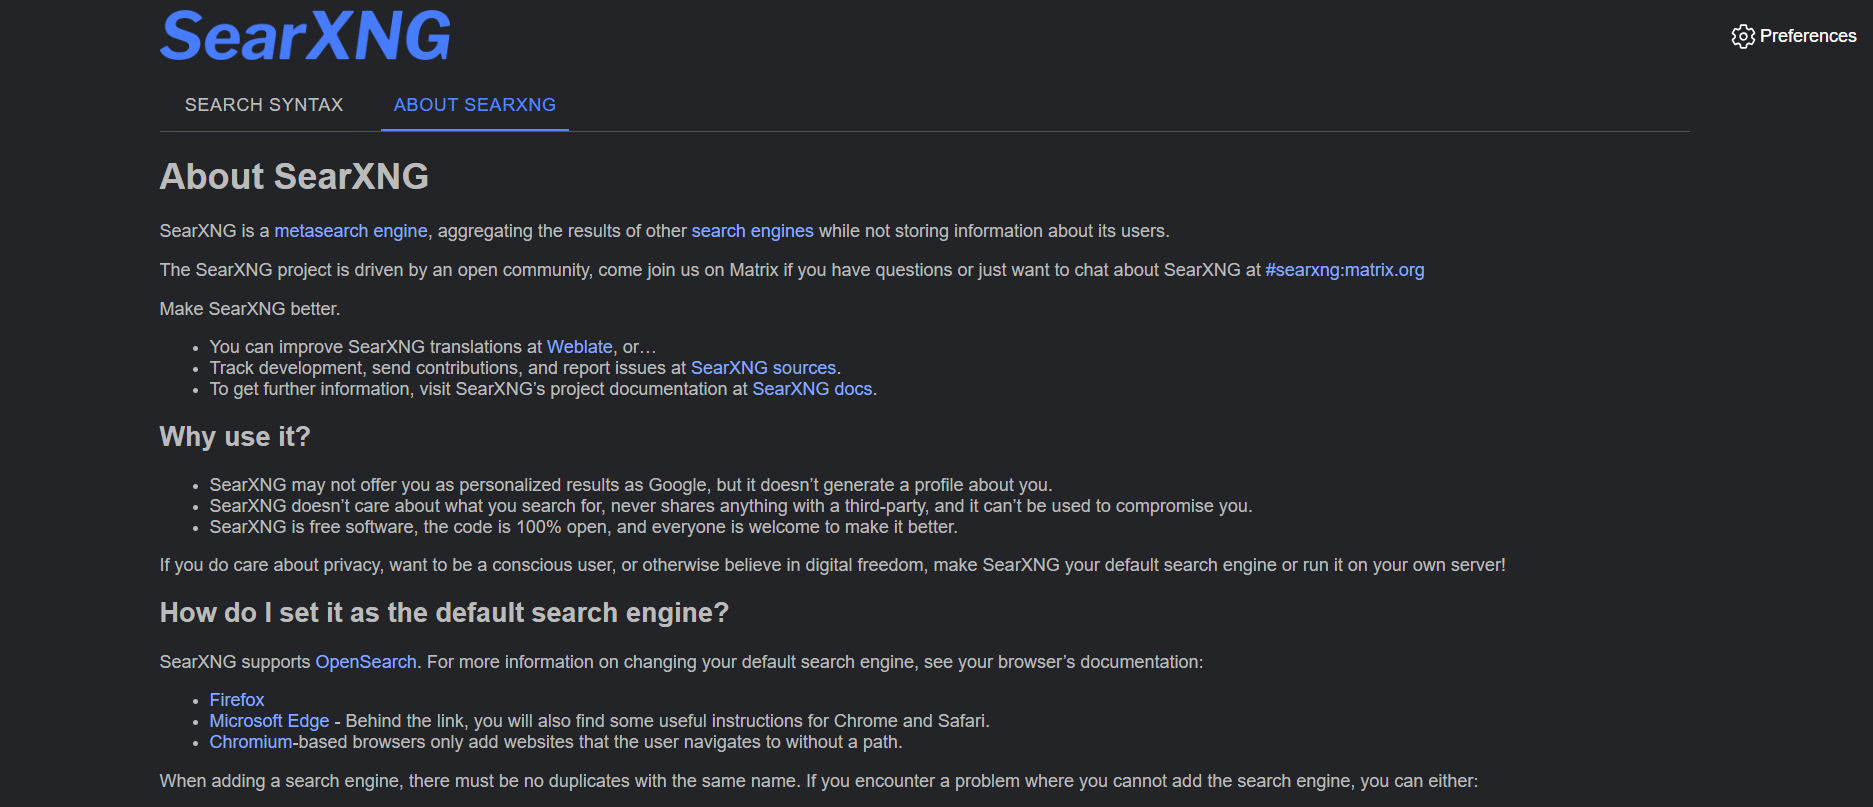 SearXNG
Preferences
SEARCH SYNTAX
ABOUT SEARXNG
About SearXNG
SearXNG is a metasearch engine, aggregating the results of other search engines while not storing information about its users.
The SearXNG project is driven by an open community, come join us on Matrix if you have questions or just want to chat about SearXNG at #searxng:matrix.org
Make SearXNG better.
• You can improve SearXNG translations at Weblate, or…
• Track development, send contributions, and report issues at SearXNG sources.
• To get further information, visit SearXNG’s project documentation at SearXNG docs.
Why use it?
• SearXNG may not offer you as personalized results as Google, but it doesn’t generate a profile about you.
• SearXNG doesn’t care about what you search for, never shares anything with a third-party, and it can’t be used to compromise you.
• SearXNG is free software, the code is 100% open, and everyone is welcome to make it better.
If you do care about privacy, want to be a conscious user, or otherwise believe in digital freedom, make SearXNG your default search engine or run it on your own server!
How do I set it as the default search engine?
SearXNG supports OpenSearch. For more information on changing your default search engine, see your browser’s documentation:
• Firefox
• Microsoft Edge - Behind the link, you will also find some useful instructions for Chrome and Safari.
• Chromium-based browsers only add websites that the user navigates to without a path.
When adding a search engine, there must be no duplicates with the same name. If you encounter a problem where you cannot add the search engine, you can either: